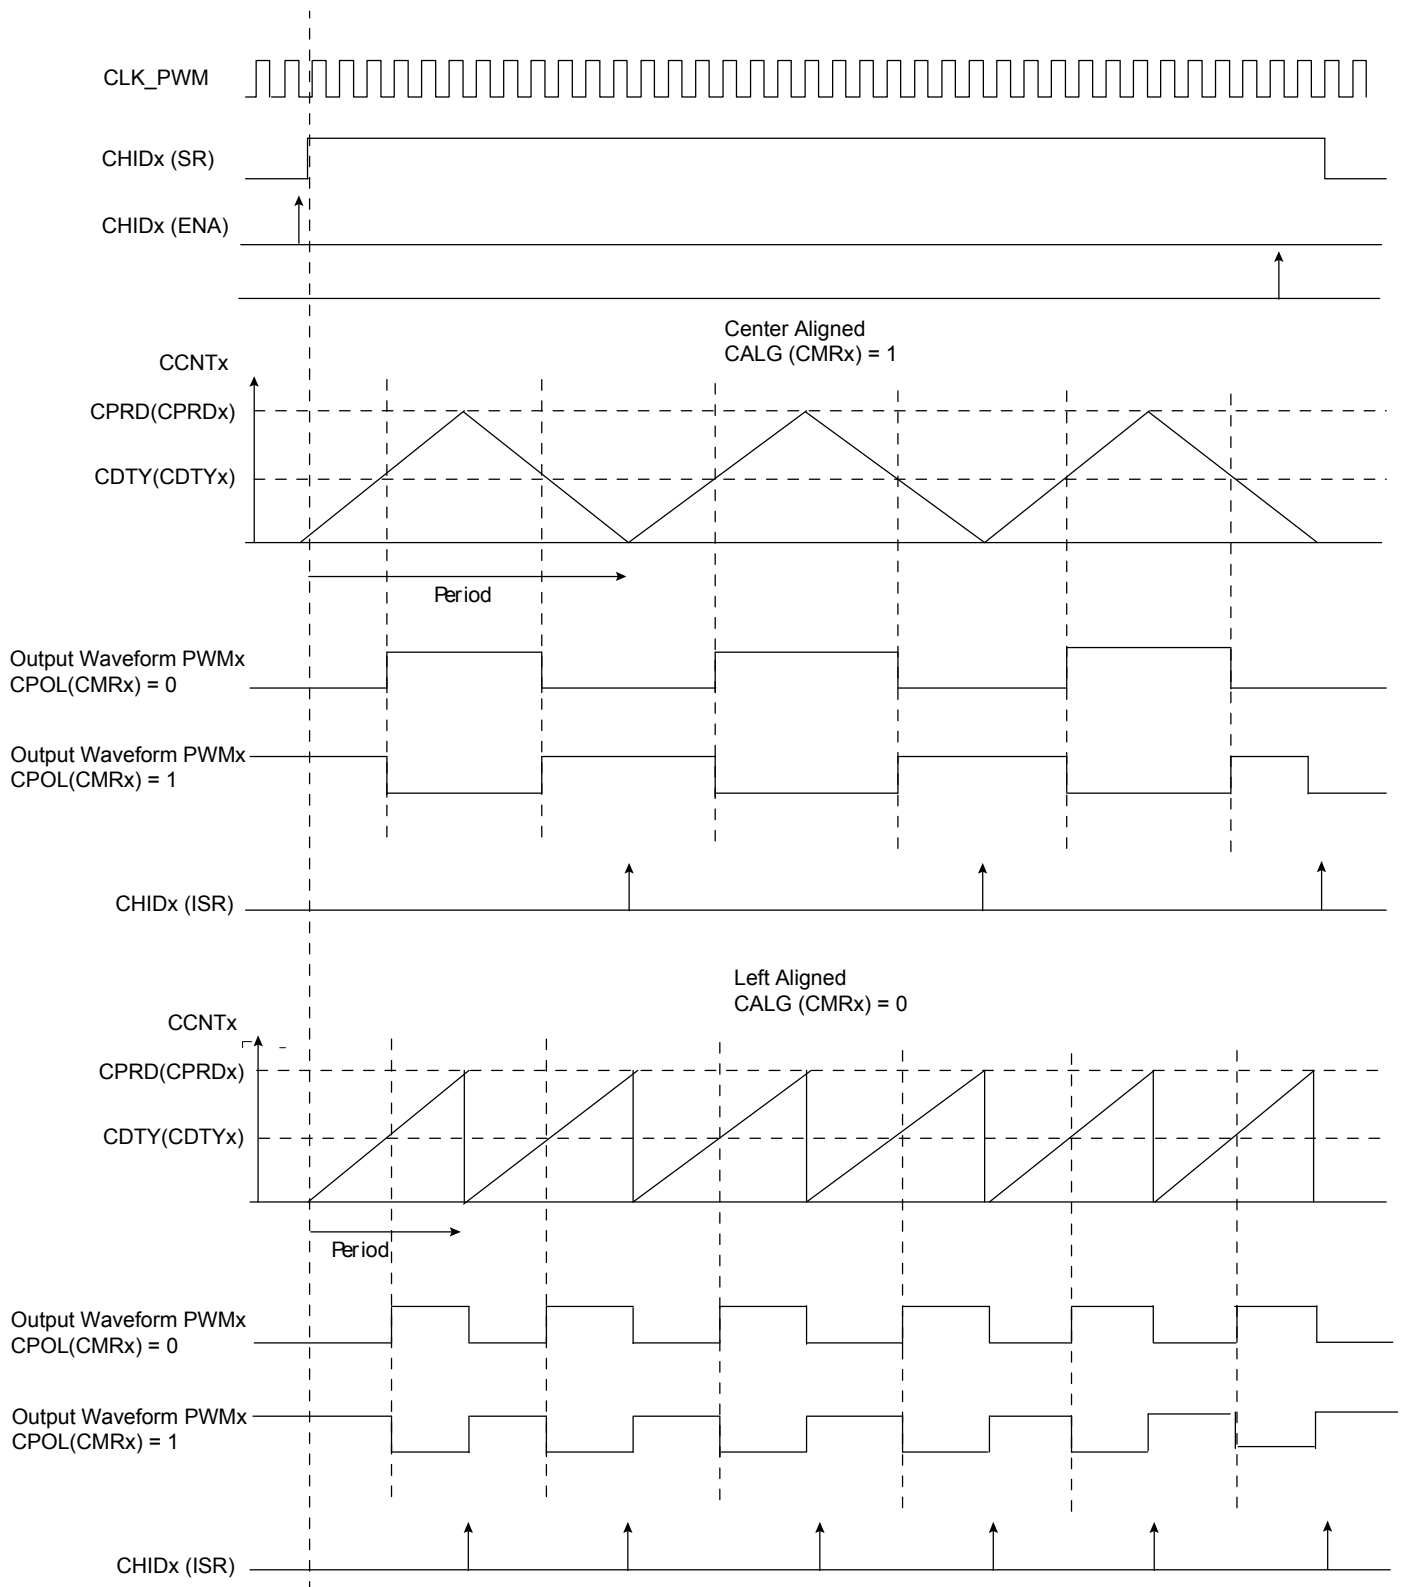 CLK_PWM
CHIDx (SR)
CHIDx (ENA)
Center Aligned
CALG (CMRx) = 1
CCNTx
CPRD(CPRDx)
CDTY(CDTYx)
Period
Output Waveform PWMx
CPOL(CMRx) = 0
Output Waveform PWMx
CPOL(CMRx) = 1
CHIDx (ISR)
Left Aligned
CALG (CMRx) = 0
CCNTx
CPRD(CPRDx)
CDTY(CDTYx)
Period
Output Waveform PWMx
CPOL(CMRx) = 0
Output Waveform PWMx
CPOL(CMRx) = 1
CHIDx (ISR)